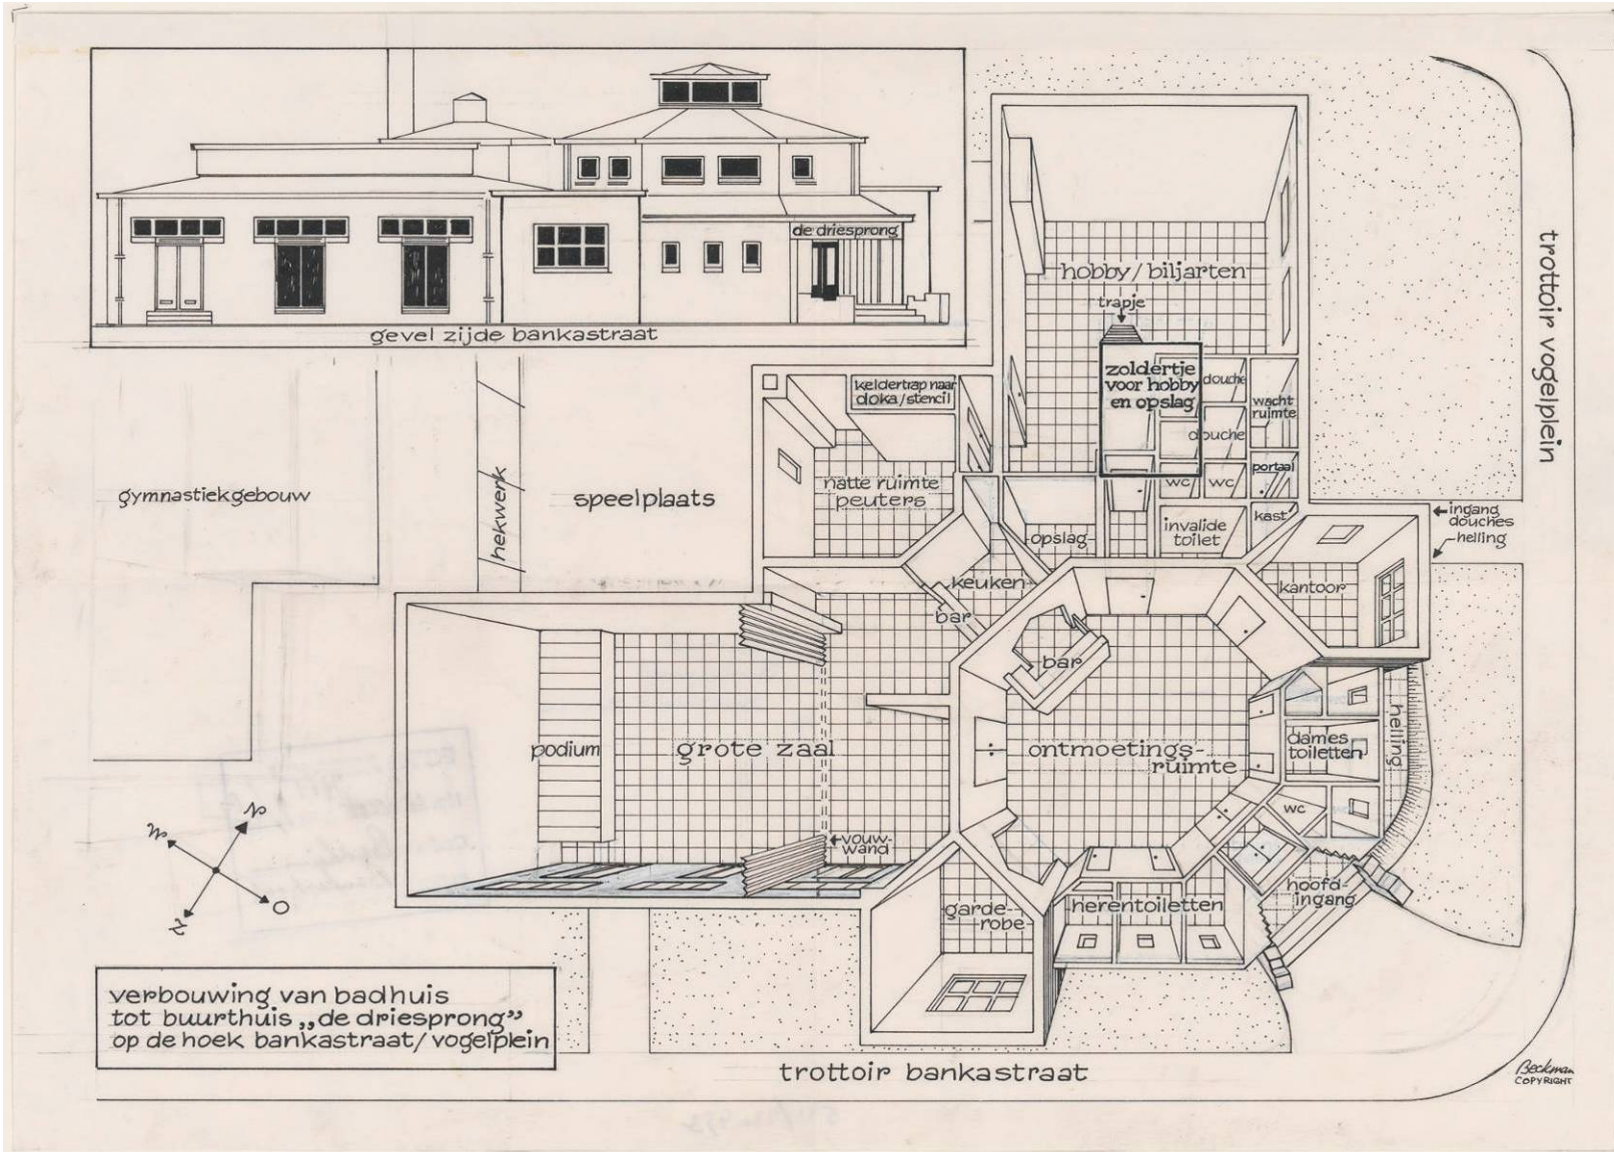 de driesprong
gevel zijde bankastraat
hobby/biljarten
trapje
zoldertje
voor hobby
en opslag
douche
douche
wacht
ruimte
wc
wc
portaal
kast
invalide
toilet
keldertrap naar
doka/stencil
natte ruimte
peuters
opslag
keuken
bar
gymnastiekgebouw
hekwerk
speelplaats
trottoir vogelplein
ingang
douches
helling
kantoor
bar
podium
grote zaal
ontmoetings-
ruimte
dames
toiletten
helling
wc
vouw-
wand
garde-
robe
herentoiletten
hoofd-
ingang
N
W
O
Z
verbouwing van badhuis
tot buurthuis „de driesprong”
op de hoek bankastraat/vogelplein
trottoir bankastraat
Beckman
COPYRIGHT